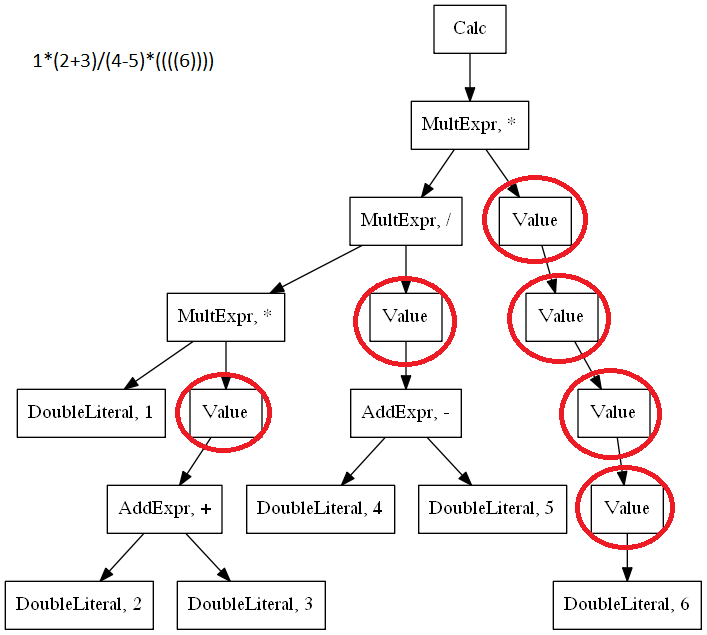 Calc
1*(2+3)/(4-5)*((((6))))
MultExpr, *
MultExpr, /
Value
MultExpr, *
Value
Value
DoubleLiteral, 1
Value
AddExpr, -
Value
AddExpr, +
DoubleLiteral, 4
DoubleLiteral, 5
Value
DoubleLiteral, 2
DoubleLiteral, 3
DoubleLiteral, 6